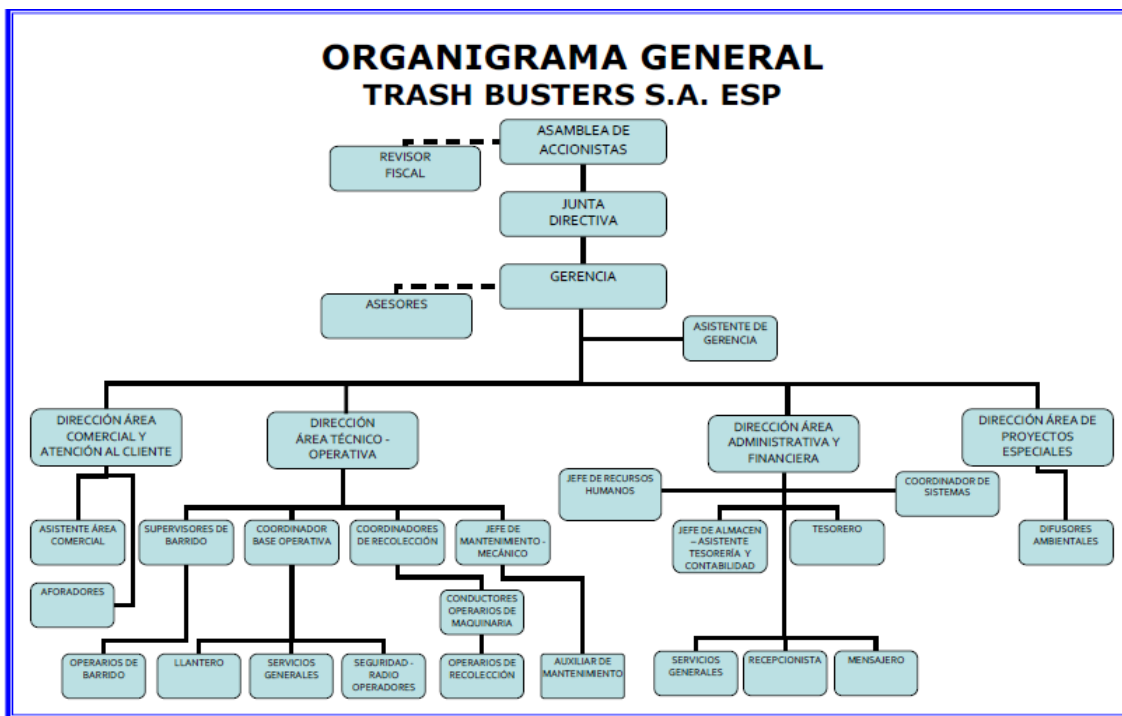 ORGANIGRAMA GENERAL
TRASH BUSTERS S.A. ESP
ASAMBLEA DE
ACCIONISTAS
REVISOR
FISCAL
JUNTA
DIRECTIVA
GERENCIA
ASESORES
ASISTENTE DE
GERENCIA
DIRECCIÓN ÁREA
COMERCIAL Y
ATENCIÓN AL CLIENTE
DIRECCIÓN
ÁREA TÉCNICO -
OPERATIVA
DIRECCIÓN ÁREA
ADMINISTRATIVA Y
FINANCIERA
DIRECCIÓN ÁREA DE
PROYECTOS
ESPECIALES
JEFE DE RECURSOS
HUMANOS
COORDINADOR DE
SISTEMAS
ASISTENTE ÁREA
COMERCIAL
SUPERVISORES DE
BARRIDO
COORDINADOR
BASE OPERATIVA
COORDINADORES
DE RECOLECCIÓN
JEFE DE
MANTENIMIENTO -
MECÁNICO
JEFE DE ALMACEN
– ASISTENTE
TESORERÍA Y
CONTABILIDAD
TESORERO
DIFUSORES
AMBIENTALES
AFORADORES
CONDUCTORES
OPERARIOS DE
MAQUINARIA
OPERARIOS DE
BARRIDO
LLANTERO
SERVICIOS
GENERALES
SEGURIDAD -
RADIO
OPERADORES
OPERARIOS DE
RECOLECCIÓN
AUXILIAR DE
MANTENIMIENTO
SERVICIOS
GENERALES
RECEPCIONISTA
MENSAJERO